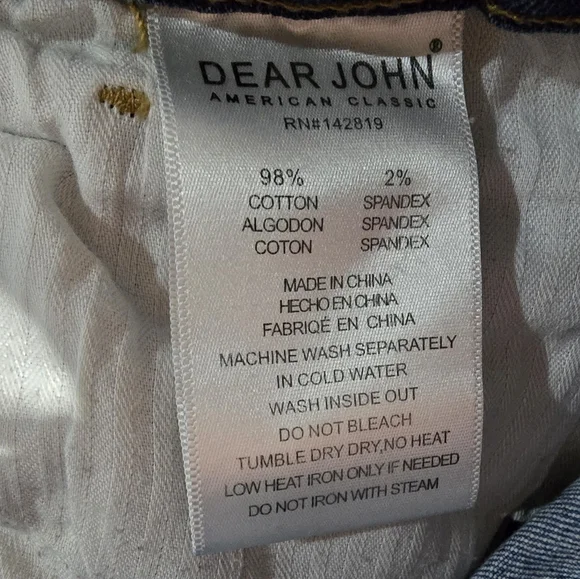 DEAR JOHN®
AMERICAN CLASSIC
RN#142819
98% 2%
COTTON SPANDEX
ALGODON SPANDEX
COTON SPANDEX
MADE IN CHINA
HECHO EN CHINA
FABRIQÉ EN CHINA
MACHINE WASH SEPARATELY
IN COLD WATER
WASH INSIDE OUT
DO NOT BLEACH
TUMBLE DRY DRY,NO HEAT
LOW HEAT IRON ONLY IF NEEDED
DO NOT IRON WITH STEAM